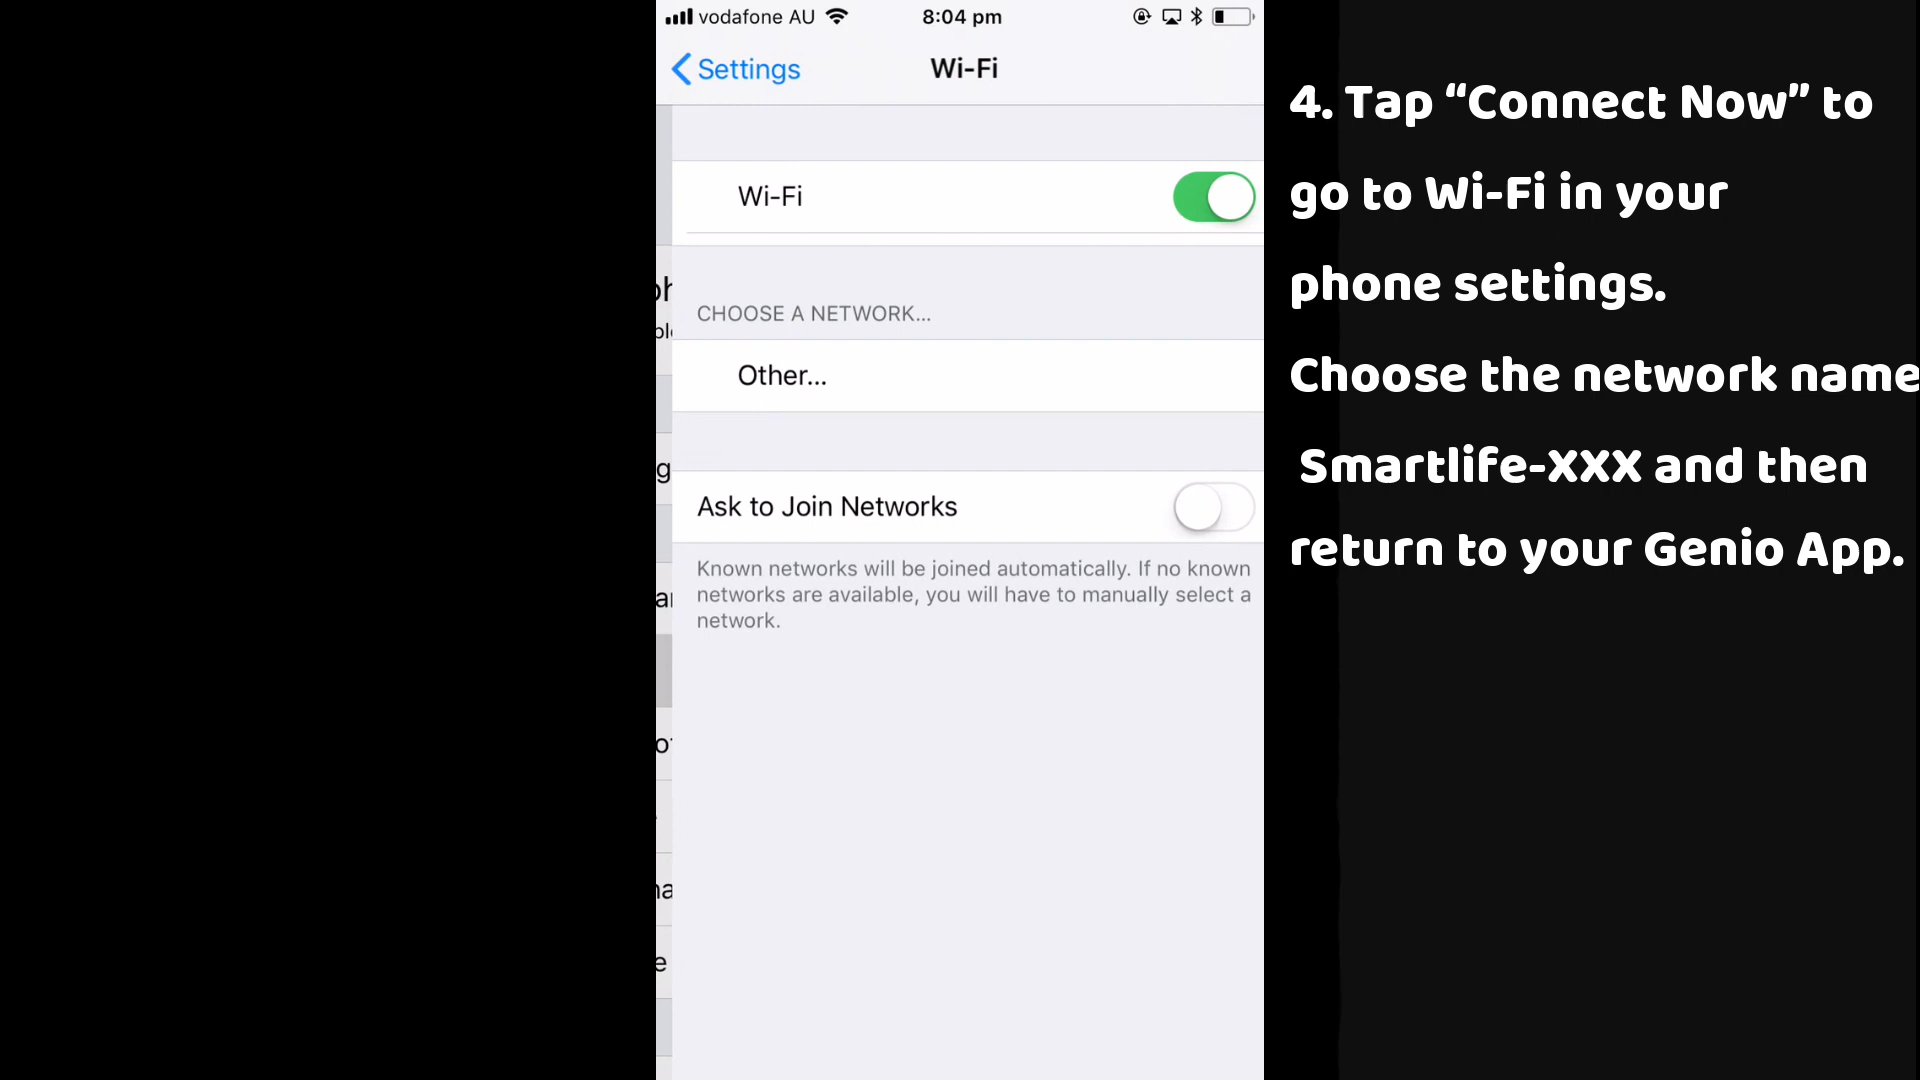 vodafone AU
8:04 pm
Settings
Wi-Fi
Wi-Fi
CHOOSE A NETWORK...
Other...
Ask to Join Networks
Known networks will be joined automatically. If no known
networks are available, you will have to manually select a
network.
4. Tap “Connect Now” to
go to Wi-Fi in your
phone settings.
Choose the network name
Smartlife-XXX and then
return to your Genio App.